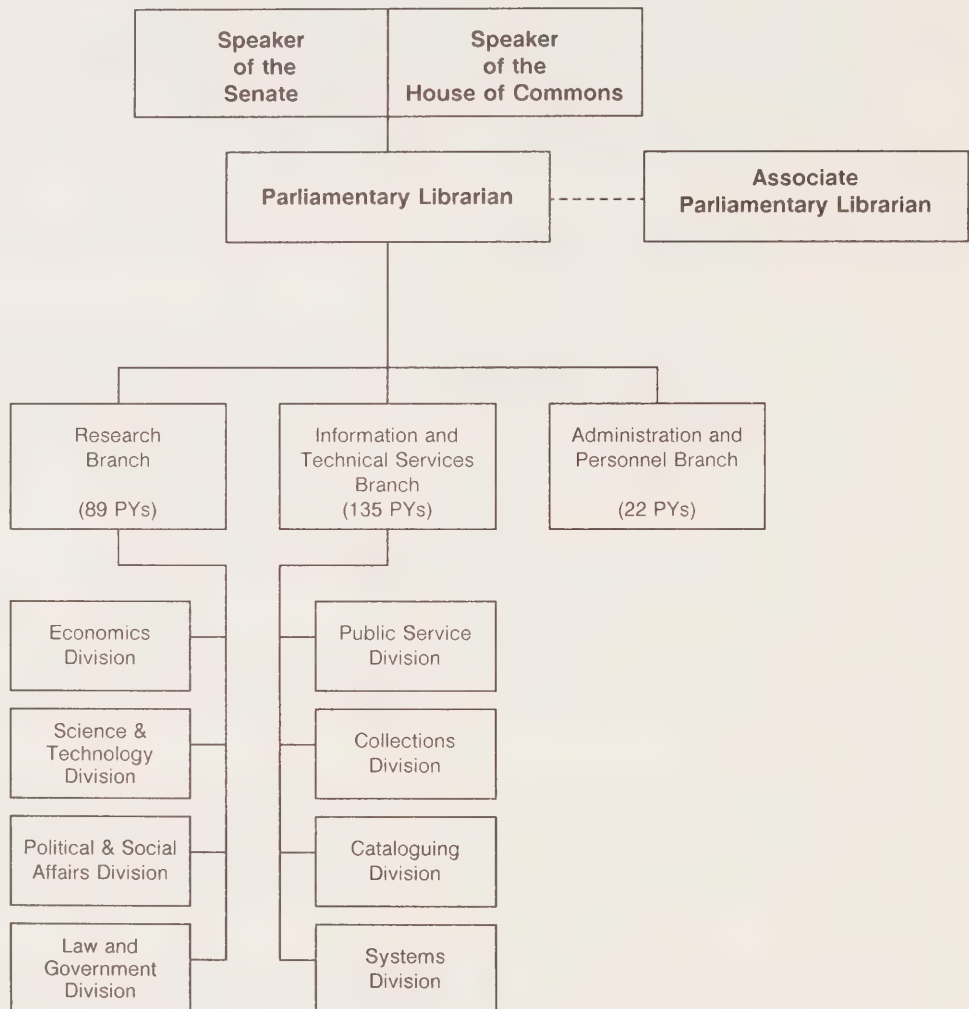 Speaker
of the
Senate
Speaker
of the
House of Commons
Parliamentary Librarian
Associate
Parliamentary Librarian
Research
Branch
(89 PYs)
Information and
Technical Services
Branch
(135 PYs)
Administration and
Personnel Branch
(22 PYs)
Economics
Division
Science &
Technology
Division
Political & Social
Affairs Division
Law and
Government
Division
Public Service
Division
Collections
Division
Cataloguing
Division
Systems
Division